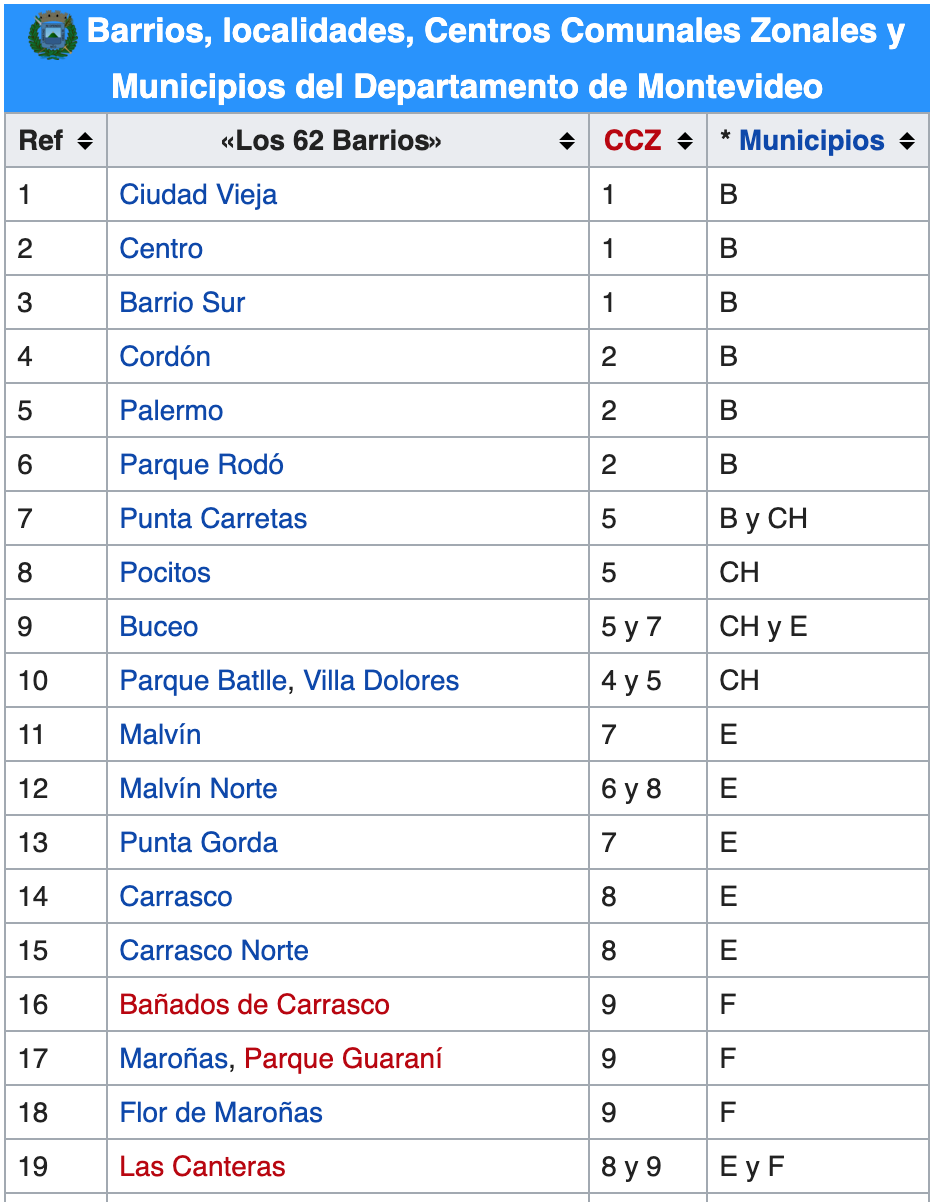 Barrios, localidades, Centros Comunales Zonales y
Municipios del Departamento de Montevideo
Ref «Los 62 Barrios» CCZ * Municipios
1 Ciudad Vieja 1 B
2 Centro 1 B
3 Barrio Sur 1 B
4 Cordón 2 B
5 Palermo 2 B
6 Parque Rodó 2 B
7 Punta Carretas 5 B y CH
8 Pocitos 5 CH
9 Buceo 5 y 7 CH y E
10 Parque Batlle, Villa Dolores 4 y 5 CH
11 Malvín 7 E
12 Malvín Norte 6 y 8 E
13 Punta Gorda 7 E
14 Carrasco 8 E
15 Carrasco Norte 8 E
16 Bañados de Carrasco 9 F
17 Maroñas, Parque Guaraní 9 F
18 Flor de Maroñas 9 F
19 Las Canteras 8 y 9 E y F